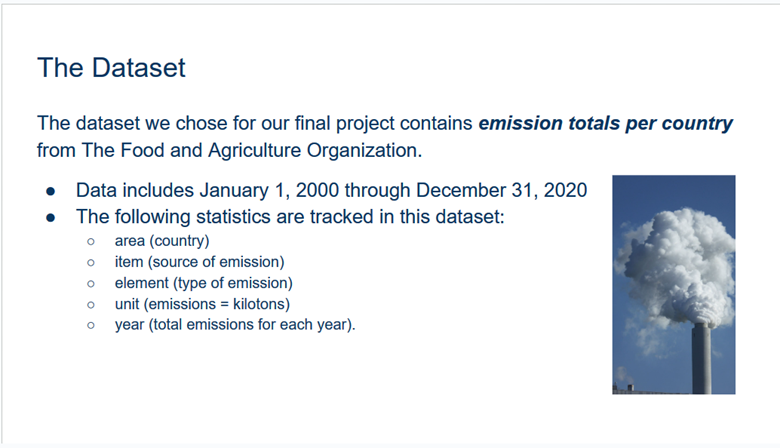 The Dataset
The dataset we chose for our final project contains emission totals per country
from The Food and Agriculture Organization.
● Data includes January 1, 2000 through December 31, 2020
● The following statistics are tracked in this dataset:
○ area (country)
○ item (source of emission)
○ element (type of emission)
○ unit (emissions = kilotons)
○ year (total emissions for each year).